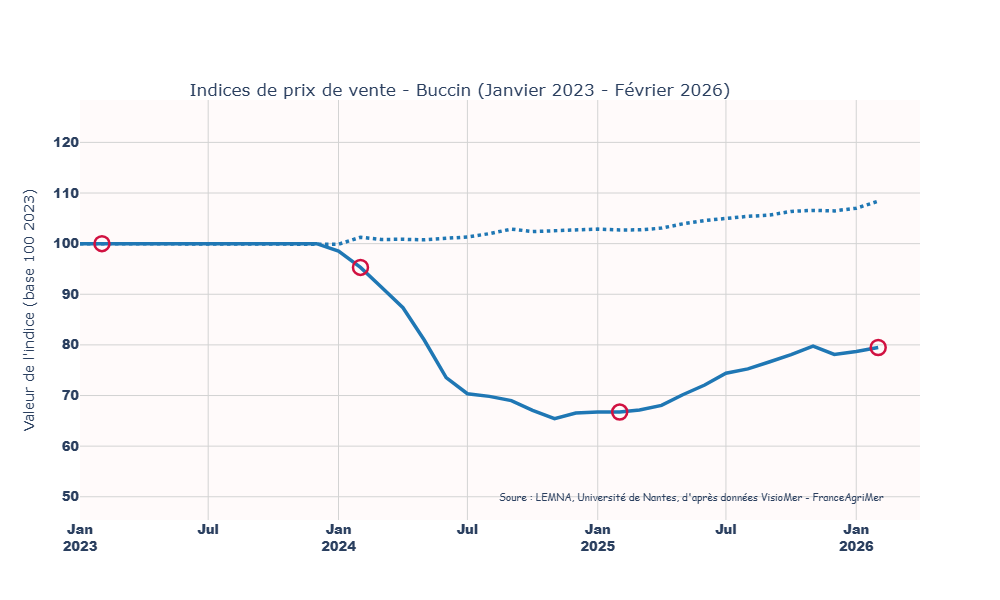 Indices de prix de vente - Buccin (Janvier 2023 - Février 2026)
Valeur de l'indice (base 100 2023)
120
110
100
90
80
70
60
50
Soure : LEMNA, Université de Nantes, d'après données VisioMer - FranceAgriMer
Jan Jul Jan Jul Jan Jul Jan
2023 2024 2025 2026